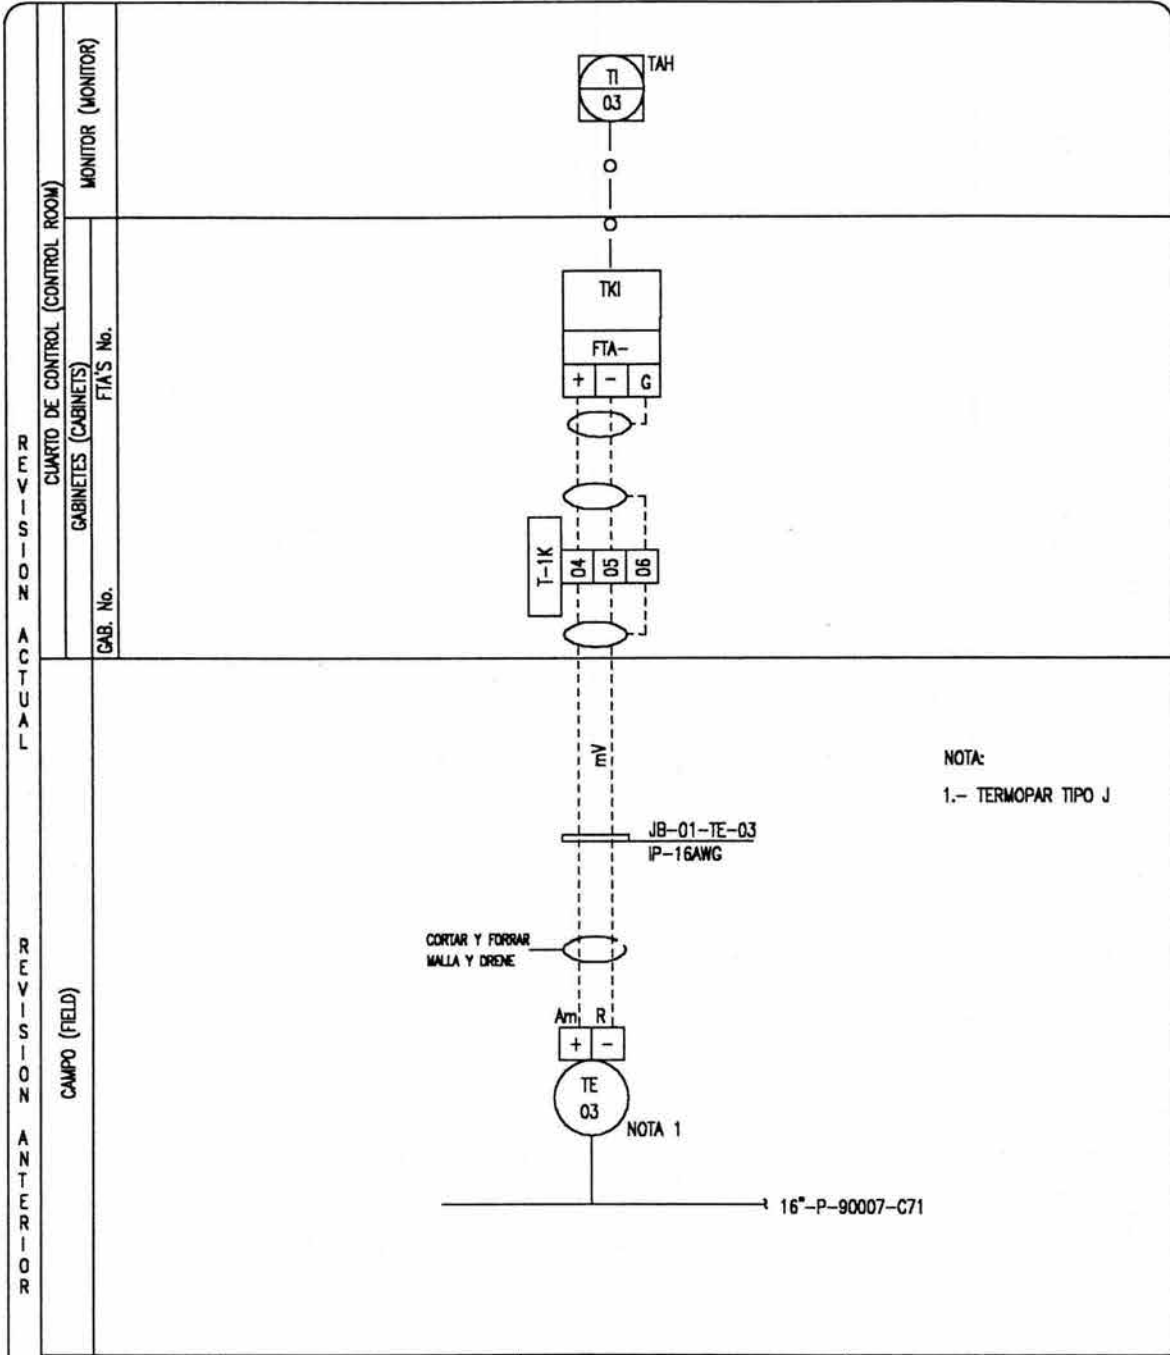 REVISION ACTUAL
REVISION ANTERIOR
CUARTO DE CONTROL (CONTROL ROOM)
MONITOR (MONITOR)
GABINETES (CABINETS)
FTA'S No.
GAB. No.
CAMPO (FIELD)
TI
03
TAH
TKI
FTA-
+ - G
T-1K
04 05 06
mV
NOTA:
1.- TERMOPAR TIPO J
JB-01-TE-03
IP-16AWG
CORTAR Y FORRAR
MALLA Y DRENE
Am R
+ -
TE
03
NOTA 1
16"-P-90007-C71